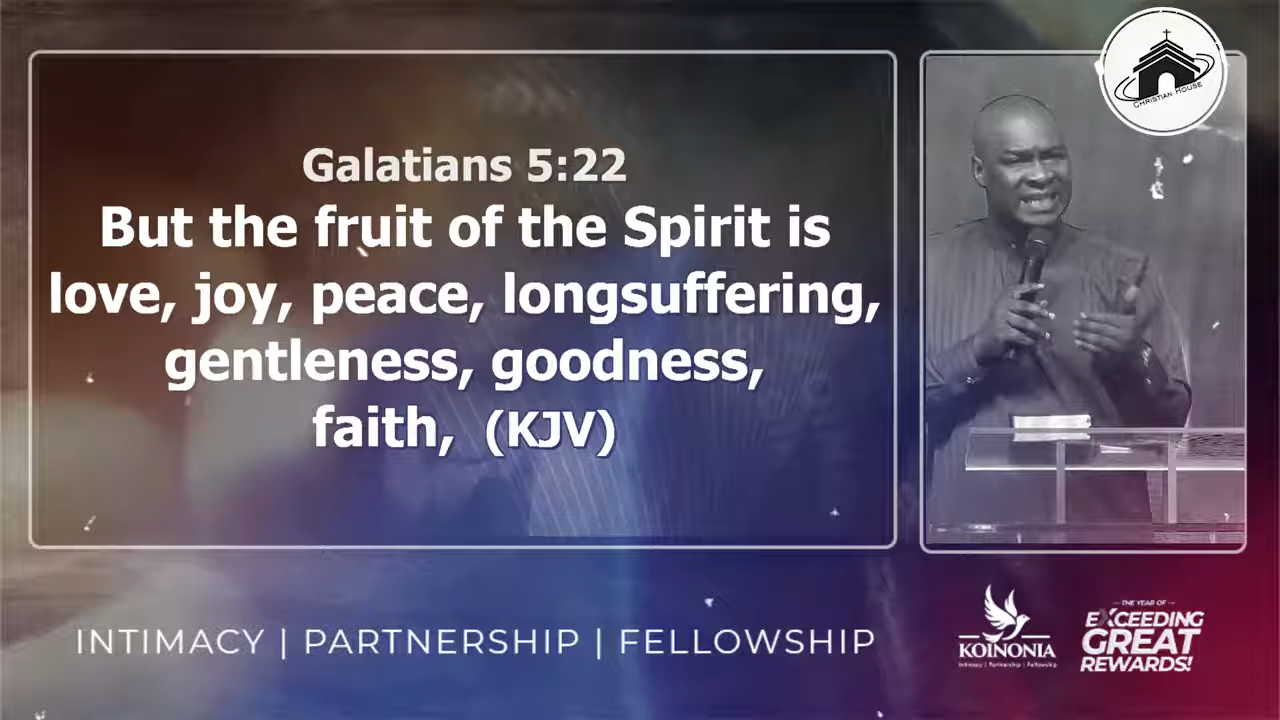 Galatians 5:22
But the fruit of the Spirit is
love, joy, peace, longsuffering,
gentleness, goodness,
faith, (KJV)
CHRISTIAN HOUSE
INTIMACY | PARTNERSHIP | FELLOWSHIP
KOINONIA
Intimacy | Partnership | Fellowship
THE YEAR OF
EXCEEDING
GREAT
REWARDS!